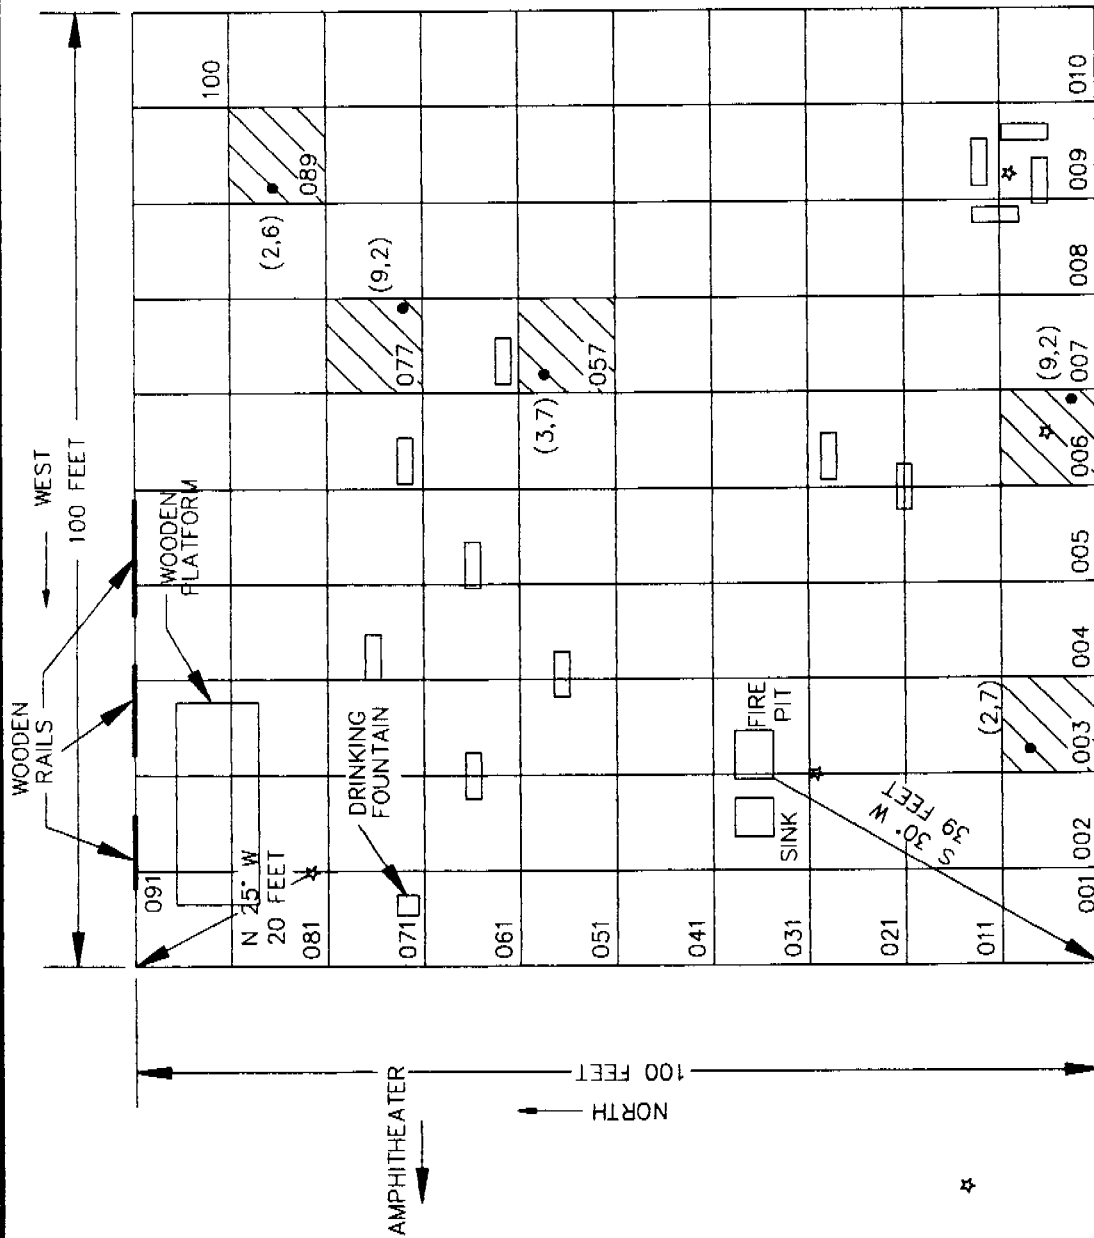 WEST
100 FEET
WOODEN
RAILS
WOODEN
PLATFORM
100
091
089
(2,6)
N 25° W
20 FEET
081
(9,2)
077
DRINKING
FOUNTAIN
071
061
(3,7)
057
051
041
FIRE
PIT
SINK
031
S 30° W
39 FEET
021
011
(2,7)
(9,2)
001
002
003
004
005
006
007
008
009
010
100 FEET
NORTH
AMPHITHEATER